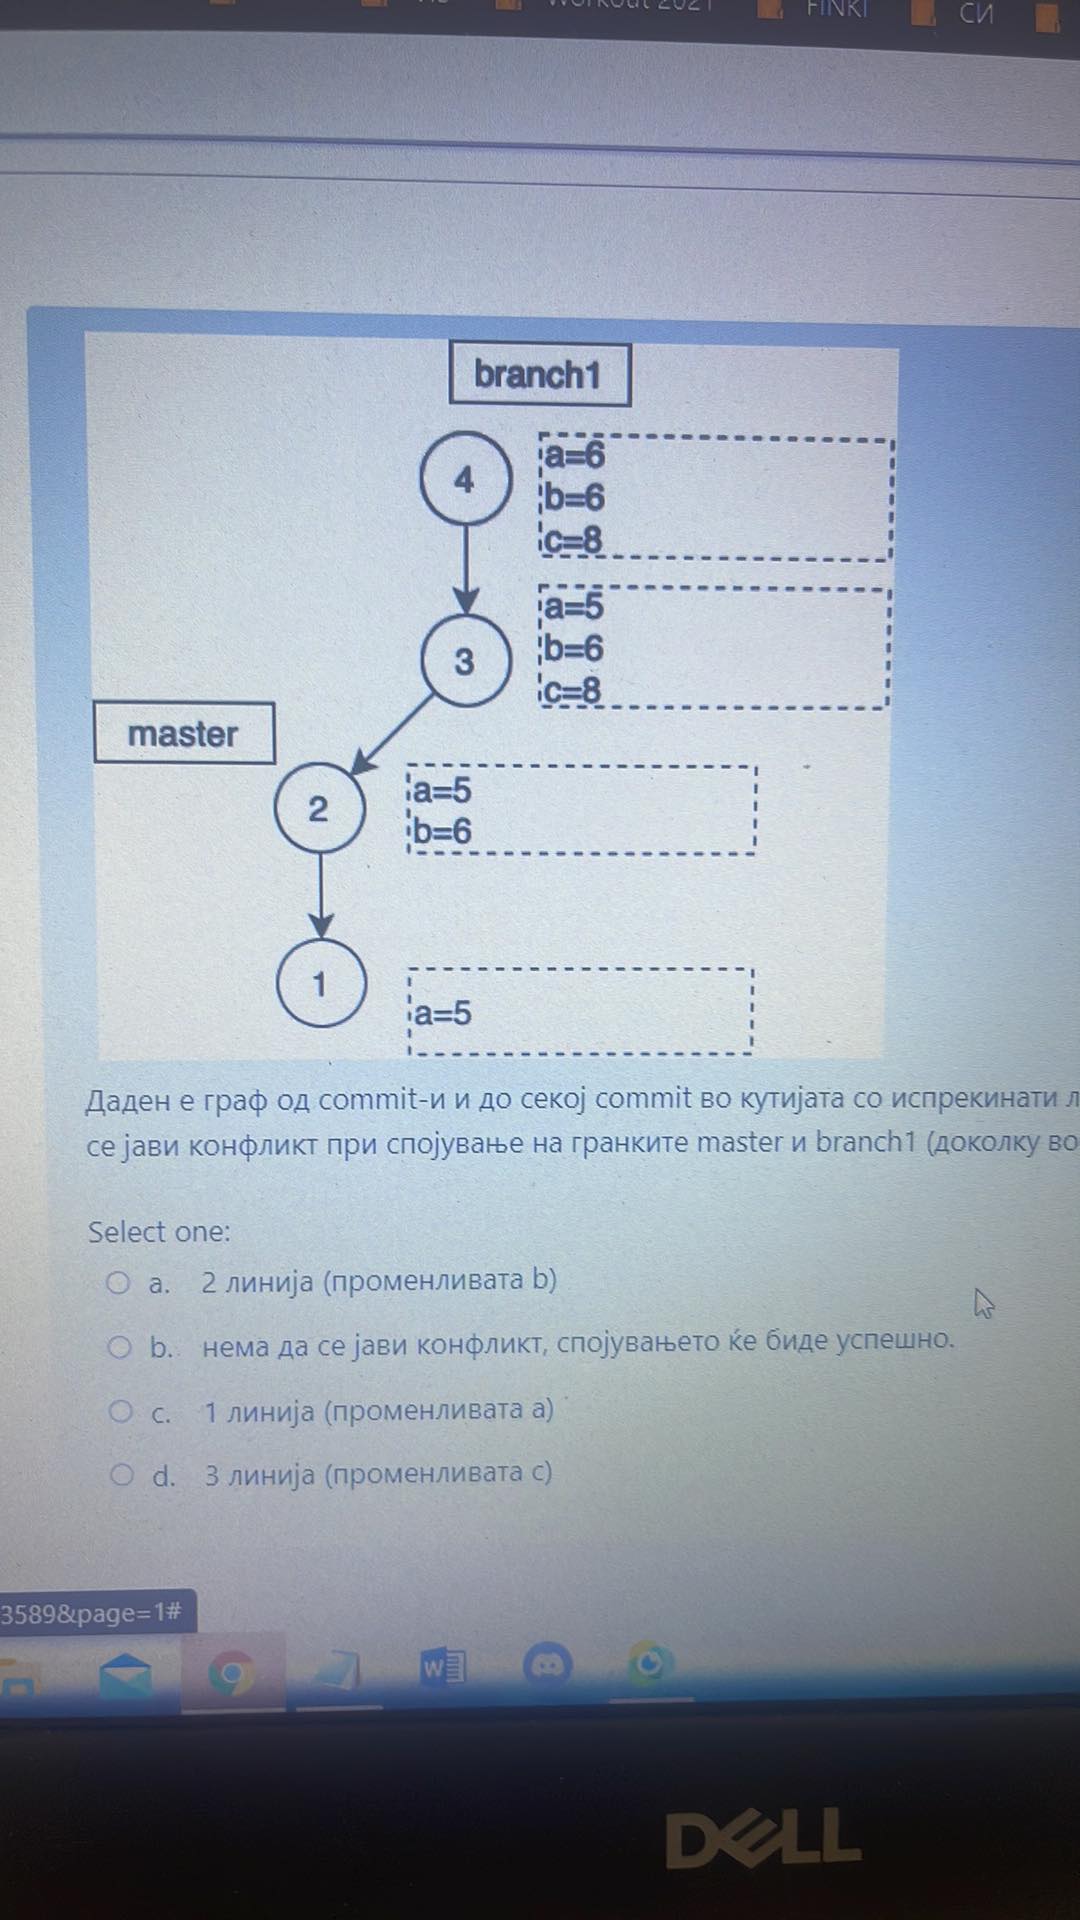 Workout 2021
FINKI
СИ
branch1
4
a=6
b=6
c=8
3
a=5
b=6
c=8
master
2
a=5
b=6
1
a=5
Даден е граф од commit-и и до секој commit во кутијата со испрекинати
се јави конфликт при спојување на гранките master и branch1 (доколку во
Select one:
a. 2 линија (променливата b)
b. нема да се јави конфликт, спојувањето ќе биде успешно.
c. 1 линија (променливата a)
d. 3 линија (променливата c)
3589&page=1#
W
DELL